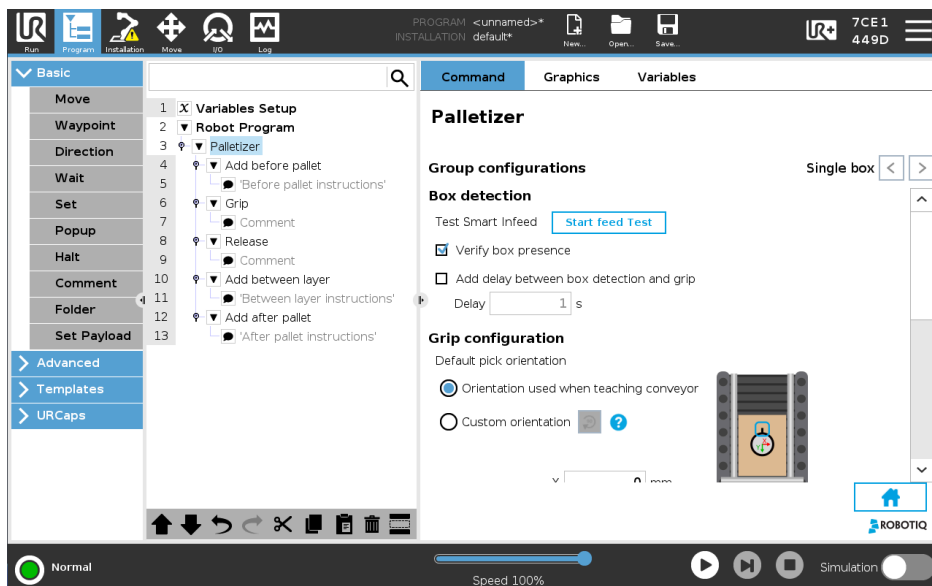 PROGRAM <unnamed>*
INSTALLATION default*
7CE1
449D
Run Program Installation Move I/O Log New... Open... Save...
Basic
Command Graphics Variables
Move
Waypoint
Direction
Wait
Set
Popup
Halt
Comment
Folder
Set Payload
Advanced
Templates
URCaps
1 X Variables Setup
2 Robot Program
3 Palletizer
4 Add before pallet
5 'Before pallet instructions'
6 Grip
7 Comment
8 Release
9 Comment
10 Add between layer
11 'Between layer instructions'
12 Add after pallet
13 'After pallet instructions'
Palletizer
Group configurations Single box < >
Box detection
Test Smart Infeed Start feed Test
Verify box presence
Add delay between box detection and grip
Delay 1 s
Grip configuration
Default pick orientation
Orientation used when teaching conveyor
Custom orientation ?
ROBOTIQ
Normal
Speed 100%
Simulation